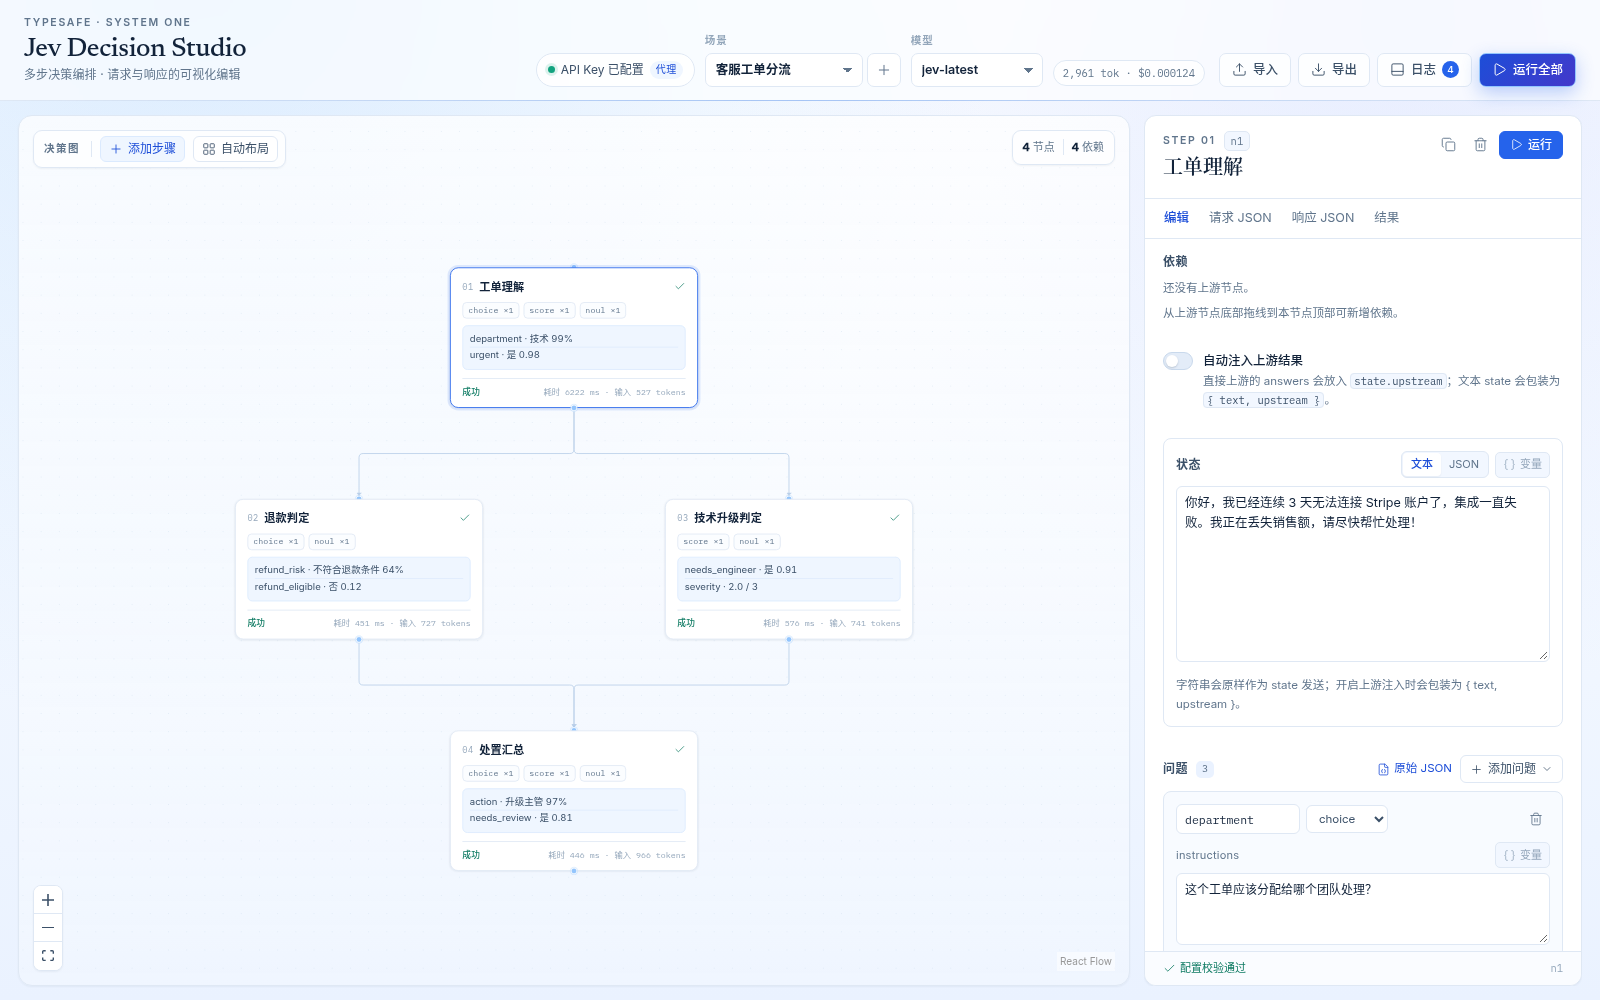 TYPESAFE · SYSTEM ONE
Jev Decision Studio
多步决策编排 · 请求与响应的可视化编辑
API Key 已配置 代理
场景
客服工单分流
模型
jev-latest
2,961 tok · $0.000124
导入
导出
日志 4
运行全部
决策图
添加步骤
自动布局
4 节点 4 依赖
01 工单理解
choice ×1 score ×1 noul ×1
department · 技术 99%
urgent · 是 0.98
成功 耗时 6222 ms · 输入 527 tokens
02 退款判定
choice ×1 noul ×1
refund_risk · 不符合退款条件 64%
refund_eligible · 否 0.12
成功 耗时 451 ms · 输入 727 tokens
03 技术升级判定
score ×1 noul ×1
needs_engineer · 是 0.91
severity · 2.0 / 3
成功 耗时 576 ms · 输入 741 tokens
04 处置汇总
choice ×1 score ×1 noul ×1
action · 升级主管 97%
needs_review · 是 0.81
成功 耗时 446 ms · 输入 966 tokens
React Flow
STEP 01 n1
工单理解
运行
编辑 请求 JSON 响应 JSON 结果
依赖
还没有上游节点。
从上游节点底部拖线到本节点顶部可新增依赖。
自动注入上游结果
直接上游的 answers 会放入 state.upstream；文本 state 会包装为
{ text, upstream }。
状态
文本 JSON {} 变量
你好，我已经连续 3 天无法连接 Stripe 账户了，集成一直失
败。我正在丢失销售额，请尽快帮忙处理！
字符串会原样作为 state 发送；开启上游注入时会包装为 { text,
upstream }。
问题 3
原始 JSON
添加问题
department choice
instructions {} 变量
这个工单应该分配给哪个团队处理？
配置校验通过 n1